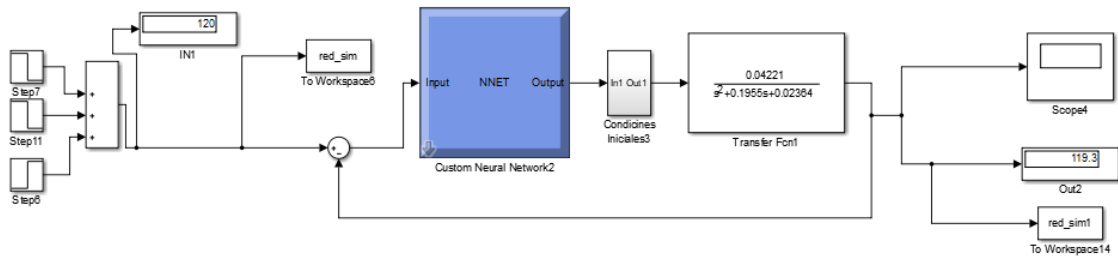 120
IN1
Step7
Step11
Step6
+
+
+
red_sim
To Workspace6
+
-
Input
NNET
Output
Custom Neural Network2
In1 Out1
Condicines
Iniciales3
0.04221
s²+0.1955s+0.02364
Transfer Fcn1
Scope4
119.3
Out2
red_sim1
To Workspace14